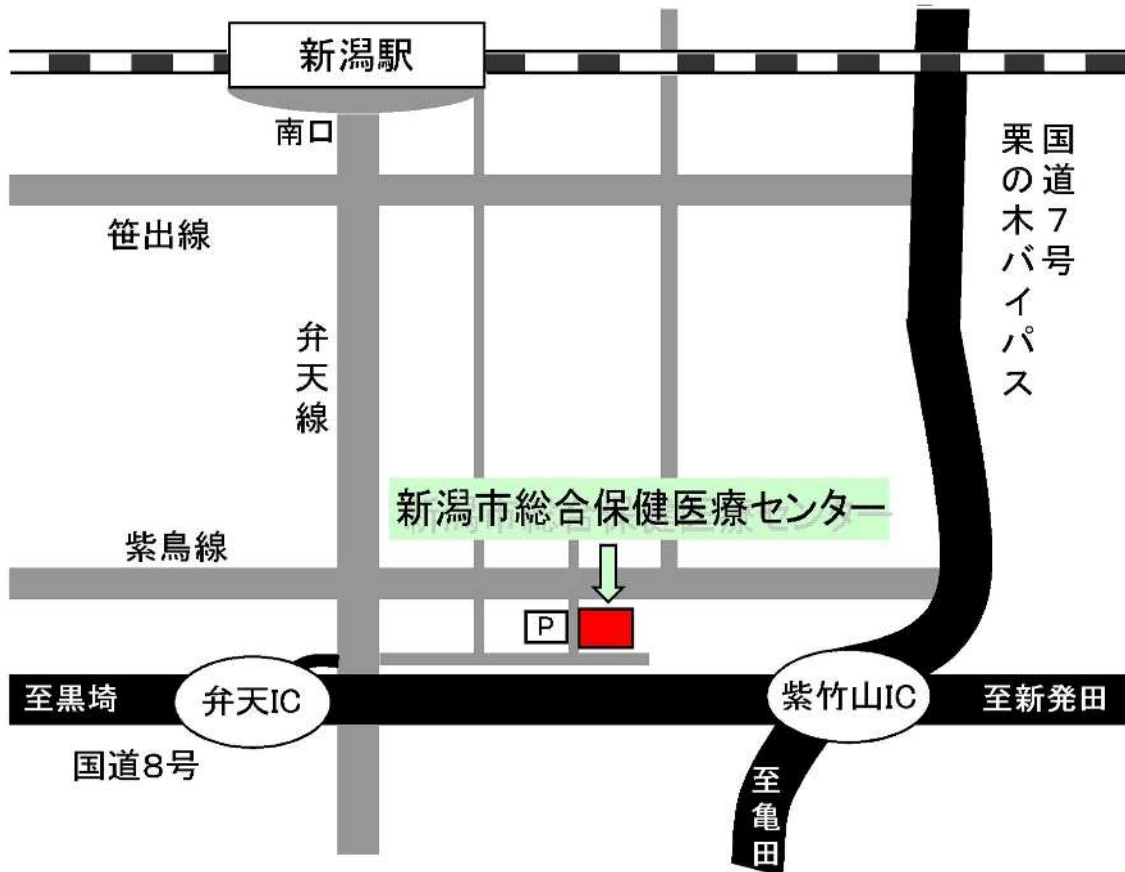 新潟駅
南口
国道7号
栗の木バイパス
笹出線
弁天線
新潟市総合保健医療センター
紫鳥線
P
至黒埼
弁天IC
紫竹山IC
至新発田
国道8号
至亀田